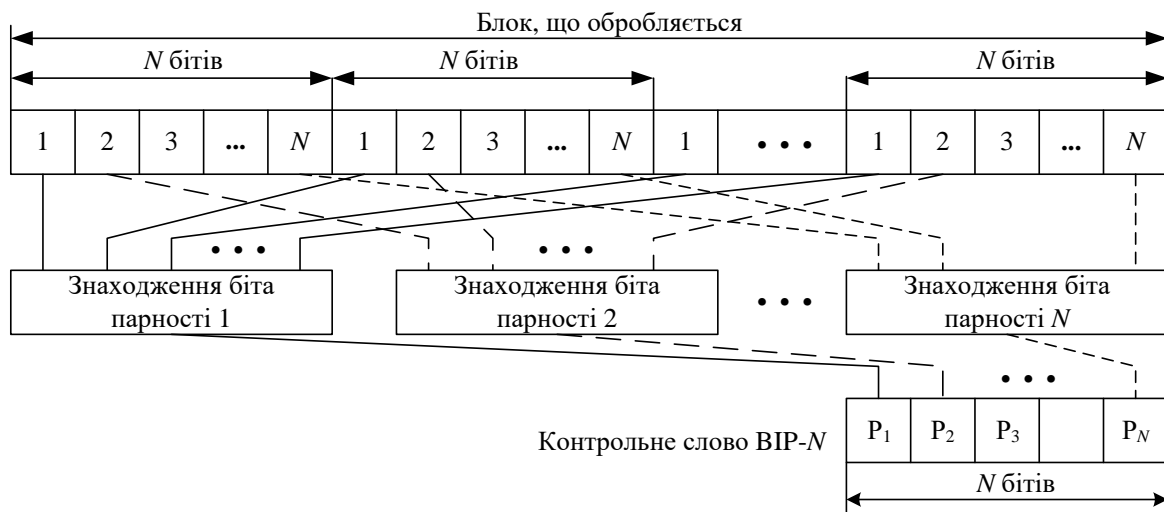 Блок, що обробляється
N бітів N бітів N бітів
1 2 3 ... N 1 2 3 ... N 1 • • • 1 2 3 ... N
• • • • • •
Знаходження біта Знаходження біта • • • Знаходження біта
парності 1 парності 2 парності N
• • •
Контрольне слово BIP-N P₁ P₂ P₃ P_N
N бітів